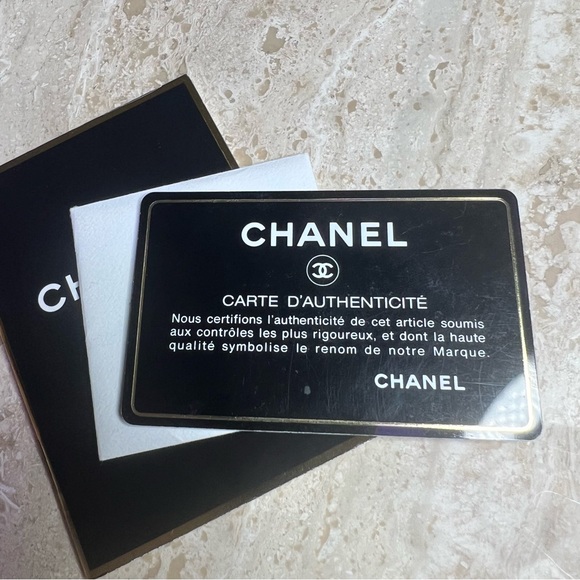 CHANEL
CARTE D'AUTHENTICITÉ
Nous certifions l'authenticité de cet article soumis
aux contrôles les plus rigoureux, et dont la haute
qualité symbolise le renom de notre Marque.
CHANEL
CH